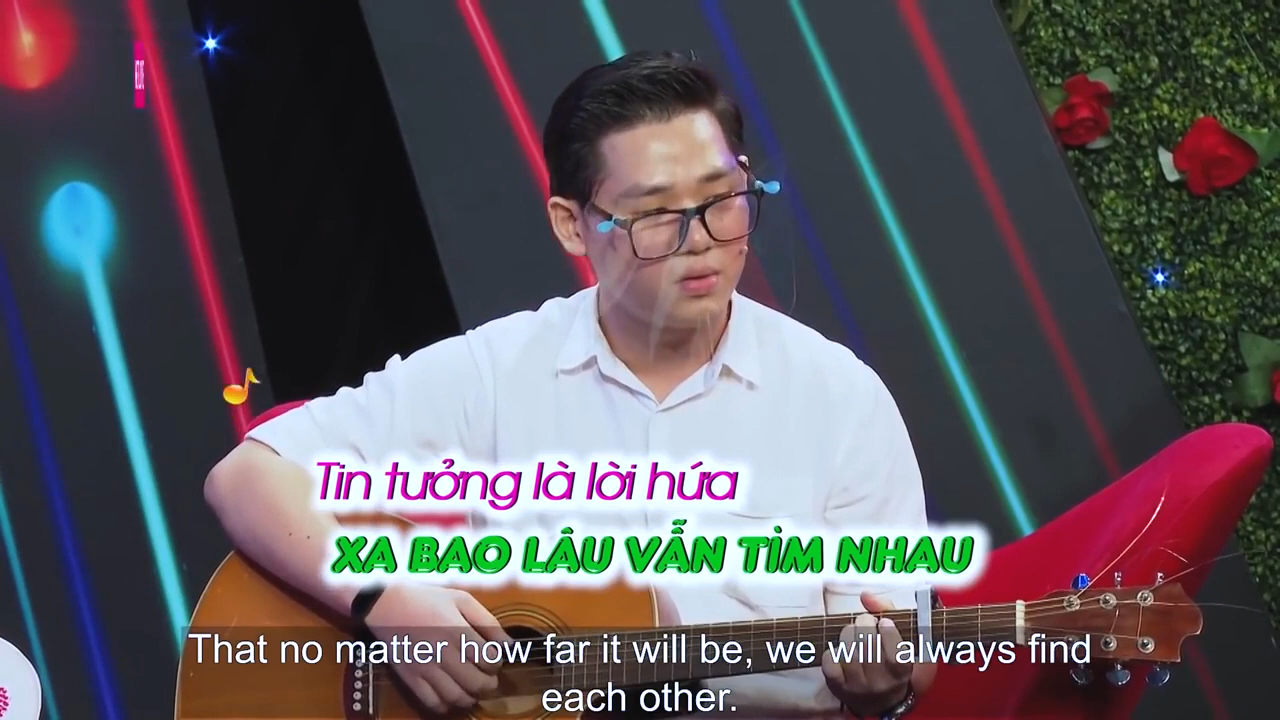 Tin tưởng là lời hứa
XA BAO LÂU VẪN TÌM NHAU
That no matter how far it will be, we will always find
each other.